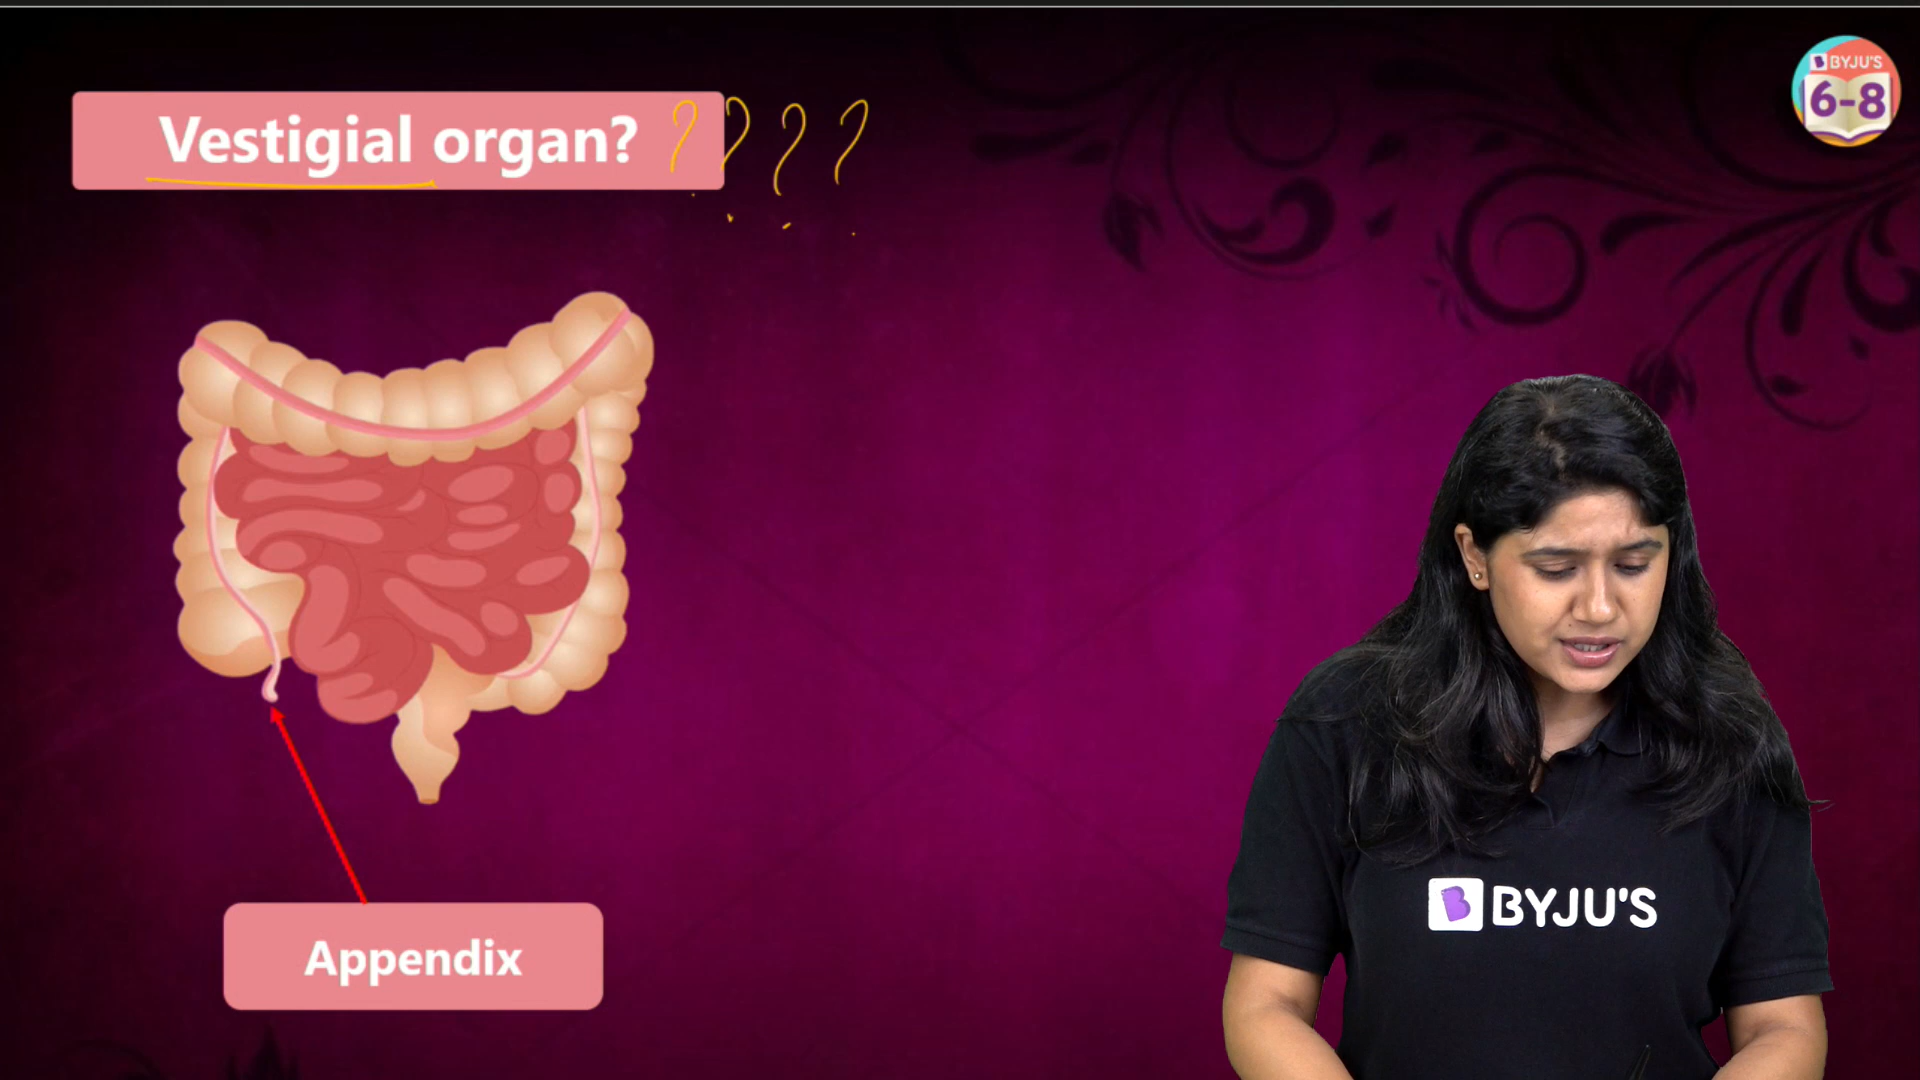 Vestigial organ? ? ? ? ?
BYJU'S
6-8
Appendix
BYJU'S